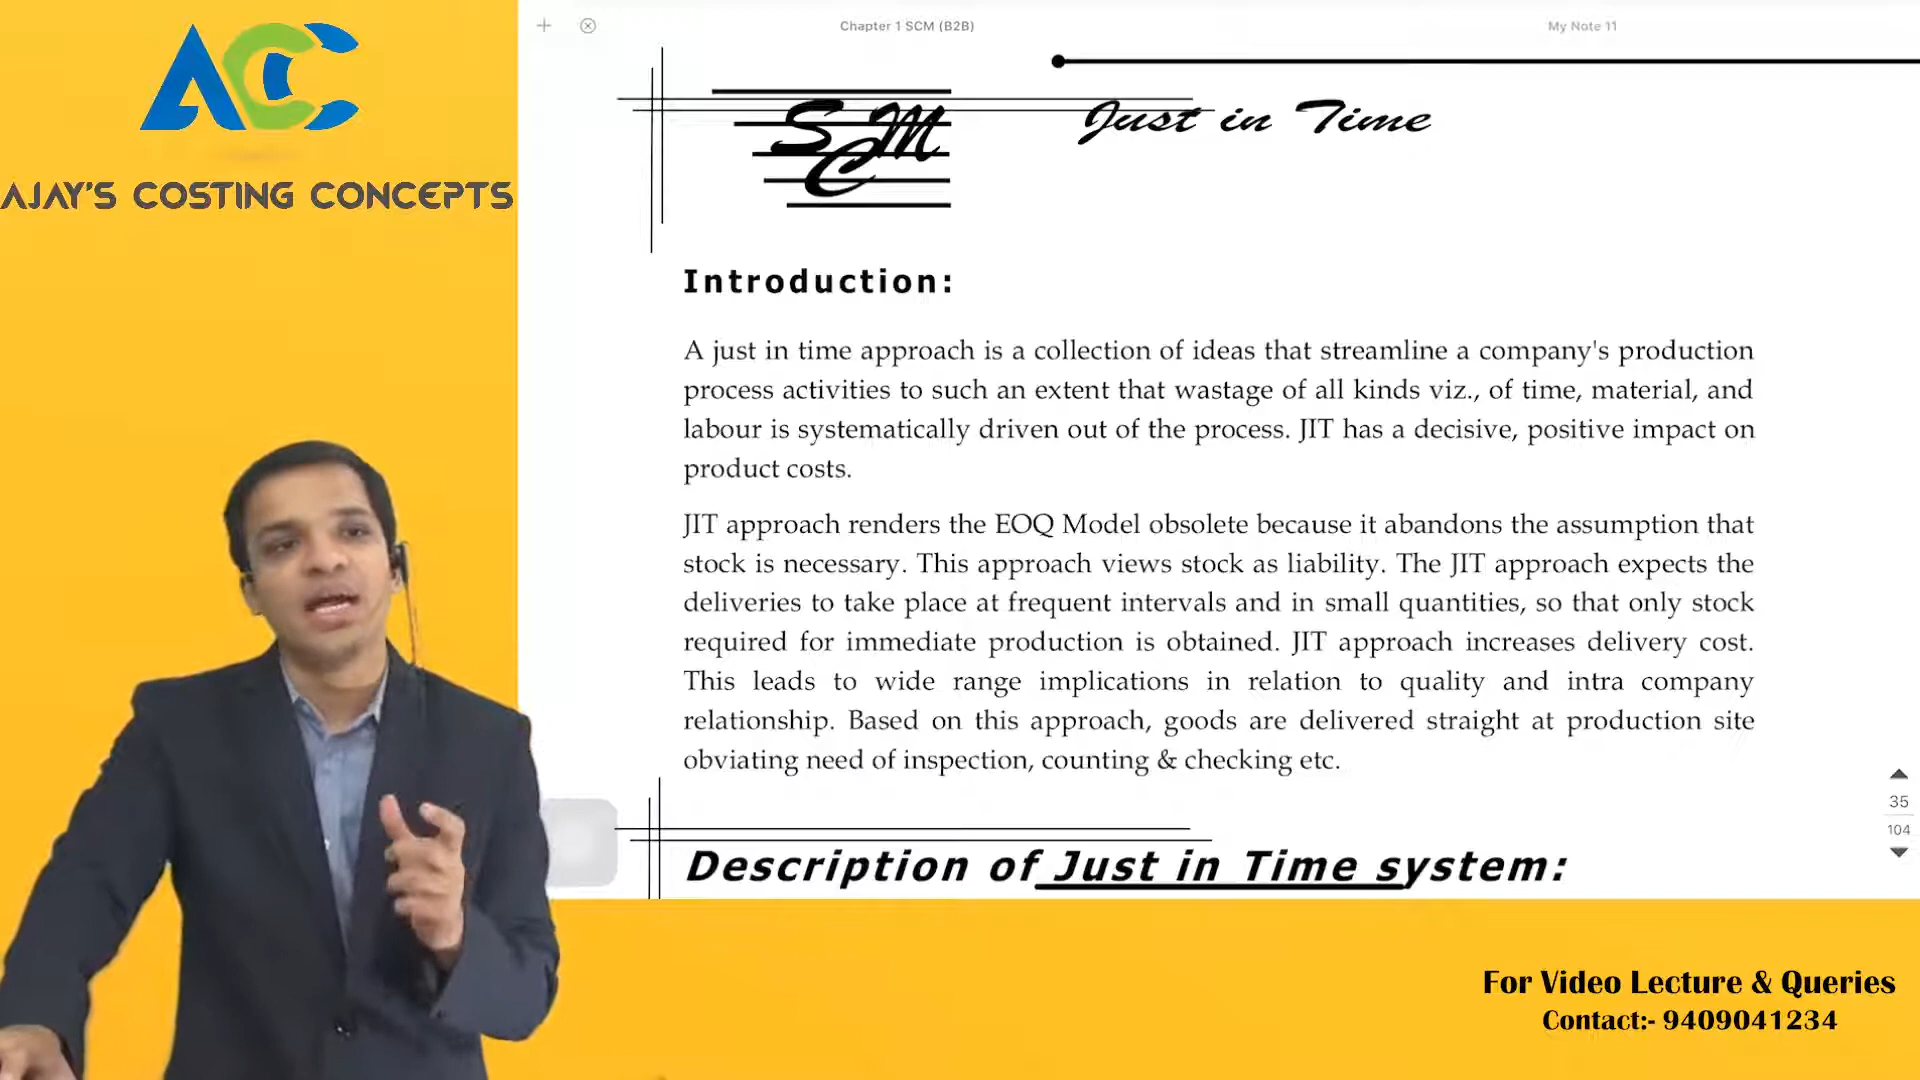 ACC
AJAY'S COSTING CONCEPTS
Chapter 1 SCM (B2B)
My Note 11
SCM
Just in Time
Introduction:
A just in time approach is a collection of ideas that streamline a company's production
process activities to such an extent that wastage of all kinds viz., of time, material, and
labour is systematically driven out of the process. JIT has a decisive, positive impact on
product costs.
JIT approach renders the EOQ Model obsolete because it abandons the assumption that
stock is necessary. This approach views stock as liability. The JIT approach expects the
deliveries to take place at frequent intervals and in small quantities, so that only stock
required for immediate production is obtained. JIT approach increases delivery cost.
This leads to wide range implications in relation to quality and intra company
relationship. Based on this approach, goods are delivered straight at production site
obviating need of inspection, counting & checking etc.
35
104
Description of Just in Time system:
For Video Lecture & Queries
Contact:- 9409041234